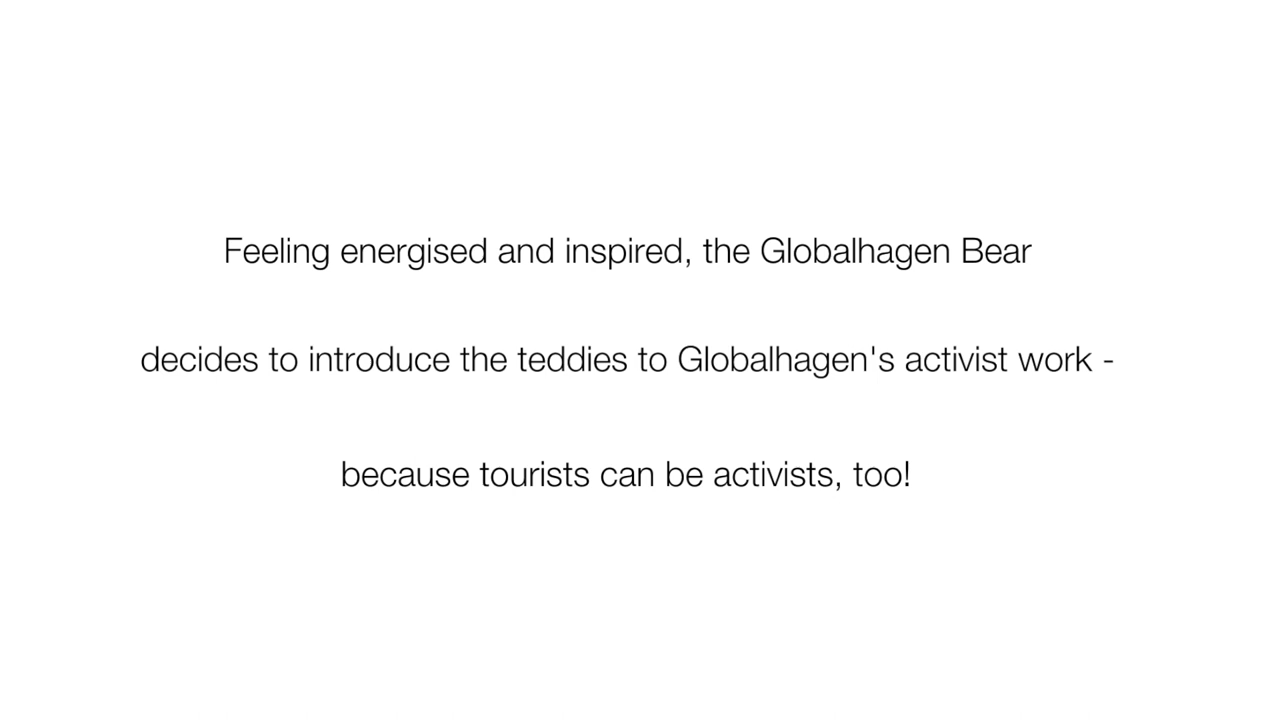 Feeling energised and inspired, the Globalhagen Bear
decides to introduce the teddies to Globalhagen's activist work -
because tourists can be activists, too!